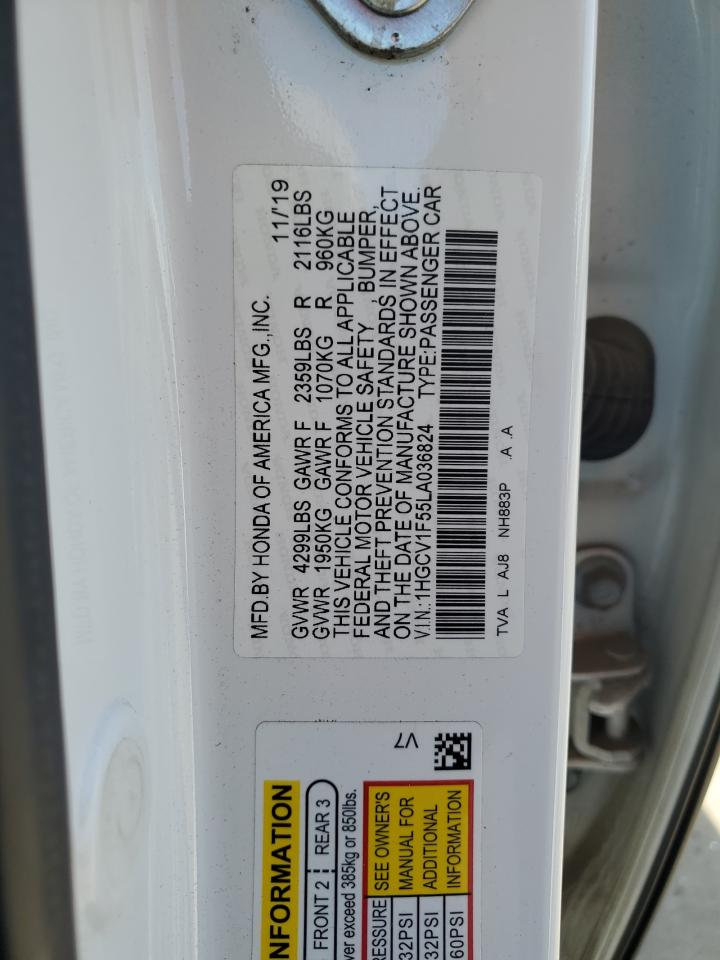 MFD.BY HONDA OF AMERICA MFG.,INC. 11/19
GVWR 4299LBS GAWR F 2359LBS R 2116LBS
GVWR 1950KG GAWR F 1070KG R 960KG
THIS VEHICLE CONFORMS TO ALL APPLICABLE
FEDERAL MOTOR VEHICLE SAFETY , BUMPER,
AND THEFT PREVENTION STANDARDS IN EFFECT
ON THE DATE OF MANUFACTURE SHOWN ABOVE.
V.I.N.:1HGCV1F55LA036824 TYPE:PASSENGER CAR
TVA L AJ8 NH883P .A .A
V7
NFORMATION
FRONT 2 REAR 3
ver exceed 385kg or 850lbs.
RESSURE SEE OWNER'S
32PSI MANUAL FOR
32PSI ADDITIONAL
60PSI INFORMATION